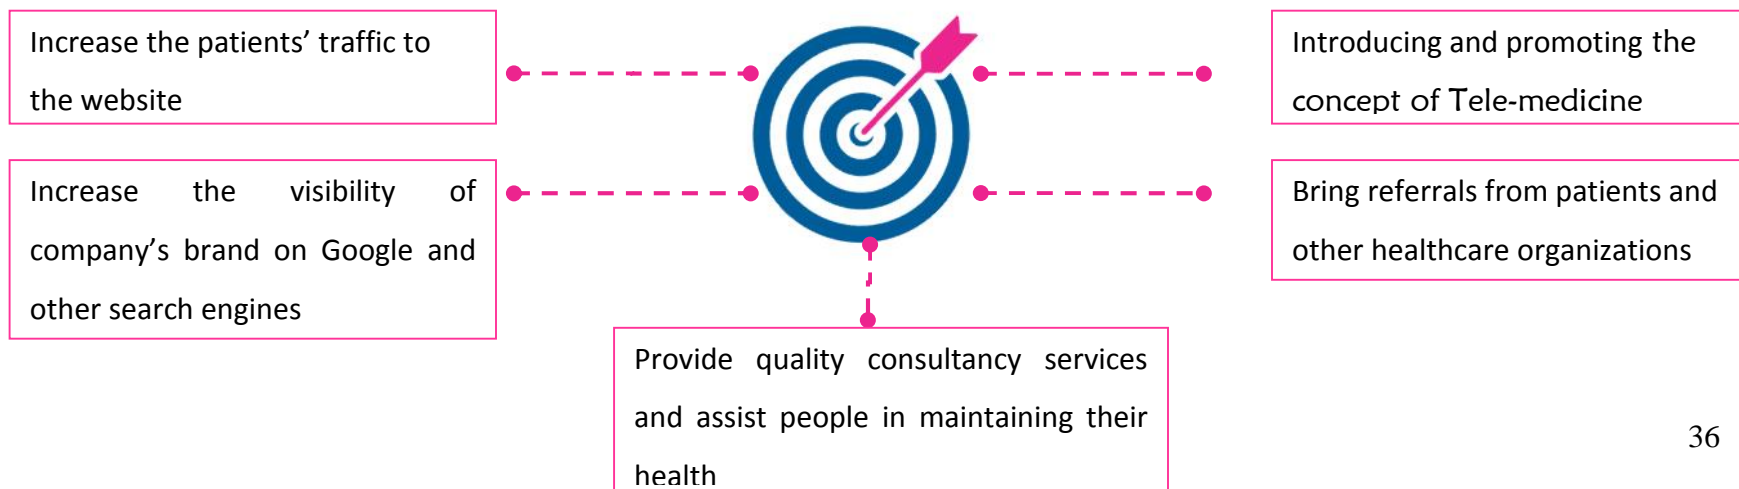 Increase the patients’ traffic to
the website
Increase the visibility of
company’s brand on Google and
other search engines
Introducing and promoting the
concept of Tele-medicine
Bring referrals from patients and
other healthcare organizations
Provide quality consultancy services
and assist people in maintaining their
health
36